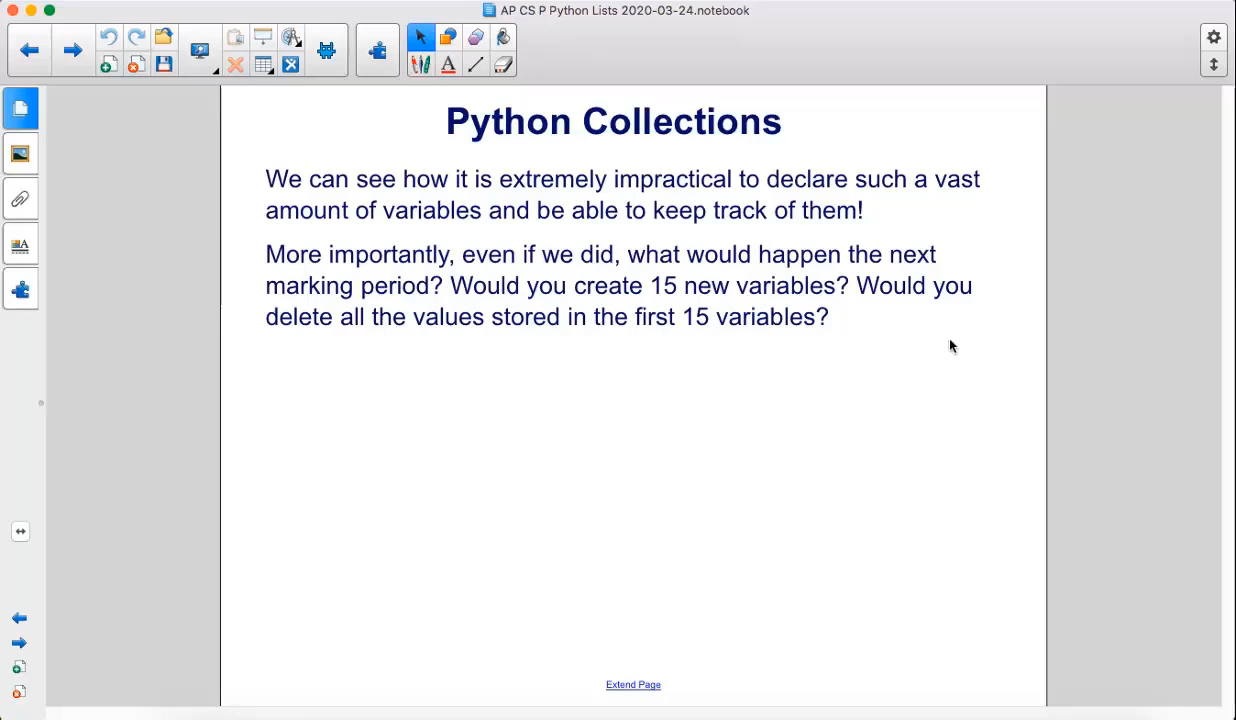 AP CS P Python Lists 2020-03-24.notebook
Python Collections
We can see how it is extremely impractical to declare such a vast
amount of variables and be able to keep track of them!
More importantly, even if we did, what would happen the next
marking period? Would you create 15 new variables? Would you
delete all the values stored in the first 15 variables?
Extend Page